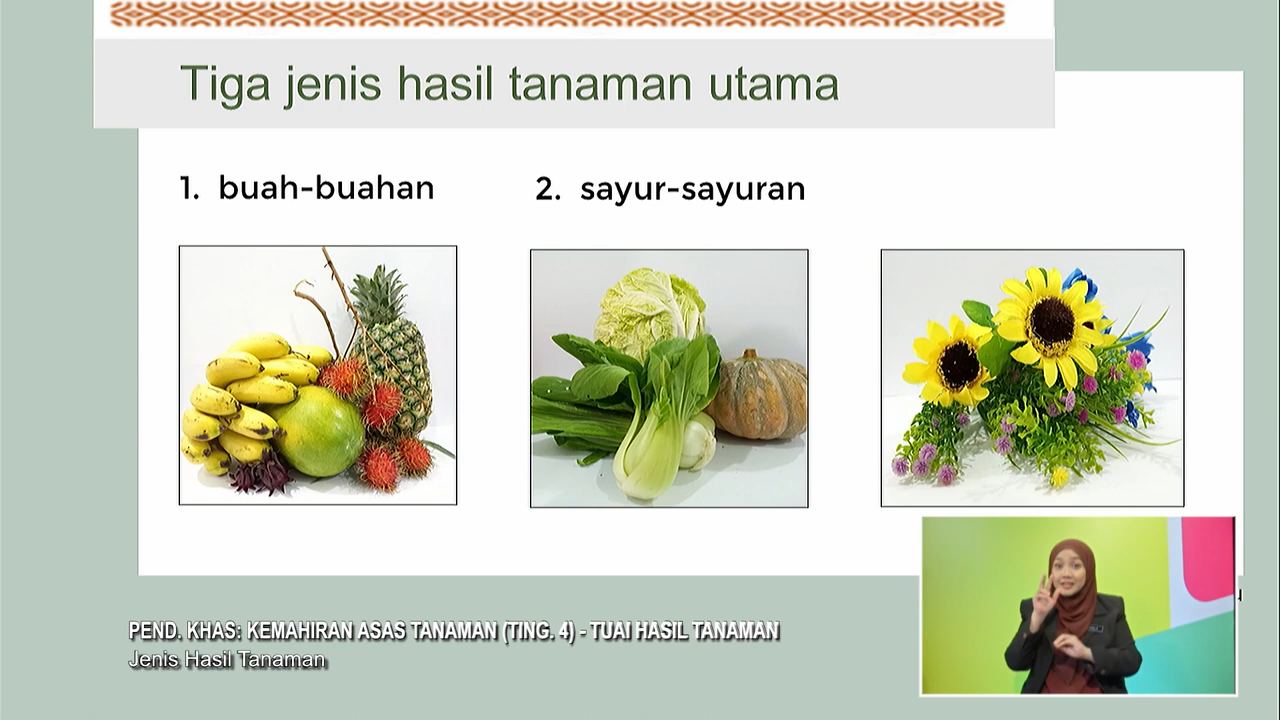 Tiga jenis hasil tanaman utama
1. buah-buahan
2. sayur-sayuran
PEND. KHAS: KEMAHIRAN ASAS TANAMAN (TING. 4) - TUAI HASIL TANAMAN
Jenis Hasil Tanaman